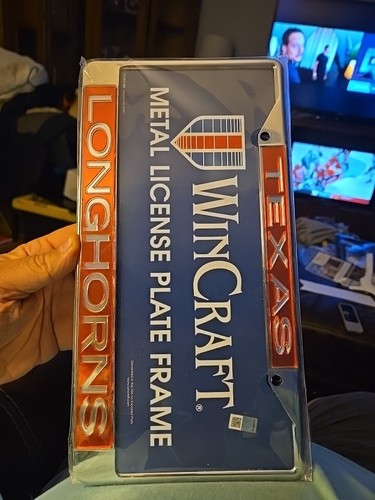 TEXAS
WINCRAFT®
METAL LICENSE PLATE FRAME
LONGHORNS